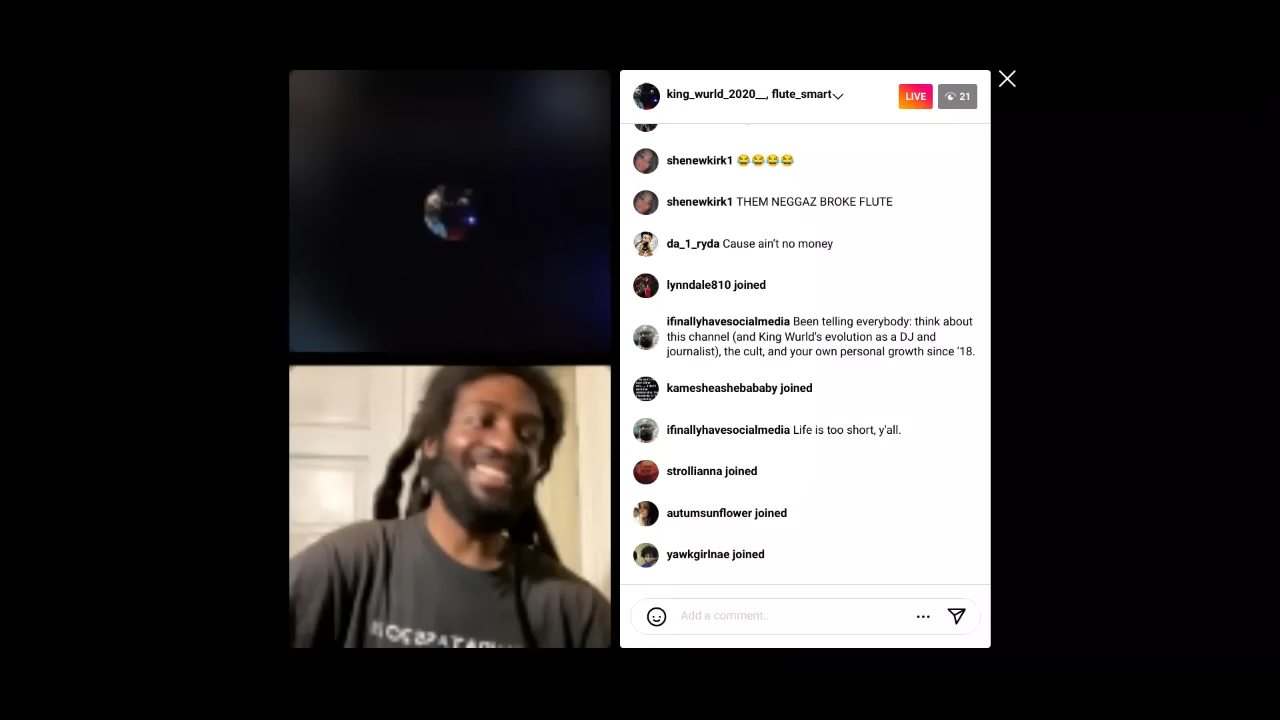 king_wurld_2020__, flute_smart
LIVE
21
shenewkirk1 😂😂😂😂
shenewkirk1 THEM NEGGAZ BROKE FLUTE
da_1_ryda Cause ain’t no money
lynndale810 joined
ifinallyhavesocialmedia Been telling everybody: think about
this channel (and King Wurld's evolution as a DJ and
journalist), the cult, and your own personal growth since '18.
kamesheashebababy joined
ifinallyhavesocialmedia Life is too short, y'all.
strollianna joined
autumsunflower joined
yawkgirlnae joined
Add a comment...